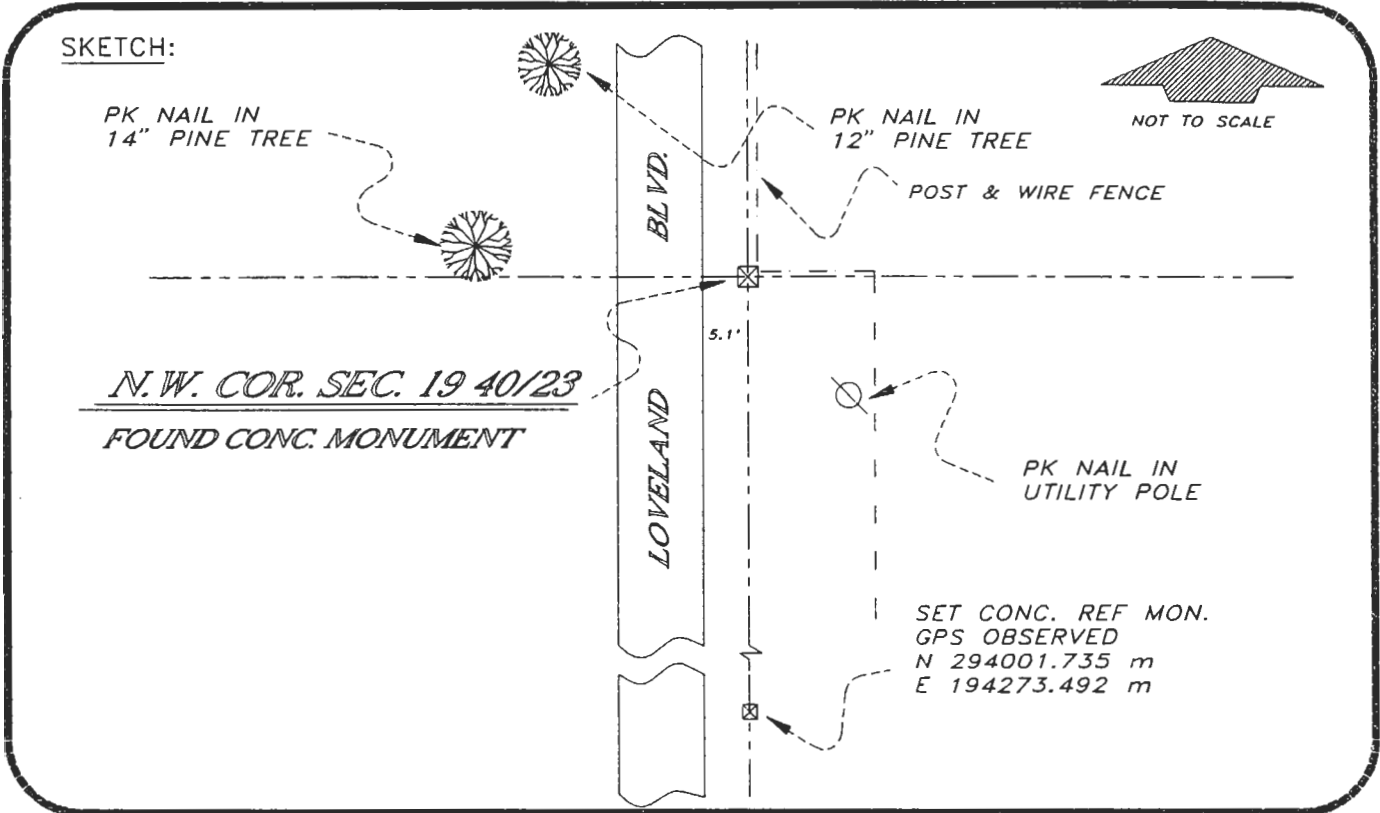 SKETCH:
PK NAIL IN
14" PINE TREE
PK NAIL IN
12" PINE TREE
NOT TO SCALE
POST & WIRE FENCE
LOVELAND BLVD.
5.1'
N.W. COR. SEC. 19 40/23
FOUND CONC. MONUMENT
PK NAIL IN
UTILITY POLE
SET CONC. REF MON.
GPS OBSERVED
N 294001.735 m
E 194273.492 m